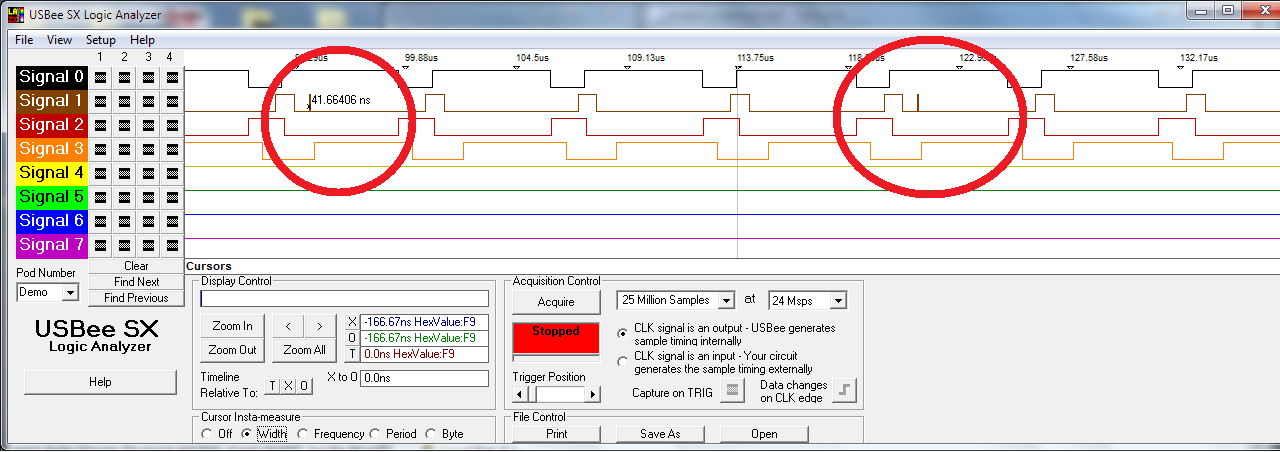 USBee SX Logic Analyzer
File View Setup Help
1 2 3 4
99.88us 104.5us 109.13us 113.75us 127.58us 132.17us
Signal 0
Signal 1
41.66406 ns
Signal 2
Signal 3
Signal 4
Signal 5
Signal 6
Signal 7
Clear
Find Next
Find Previous
Pod Number
Demo
USBee SX
Logic Analyzer
Help
Cursors
Display Control
Zoom In < >
Zoom Out Zoom All
X -166.67ns HexValue:F9
O -166.67ns HexValue:F9
T 0.0ns HexValue:F9
Timeline
Relative To: T X O
X to O 0.0ns
Cursor Insta-measure
Off Width Frequency Period Byte
Acquisition Control
Acquire 25 Million Samples at 24 Msps
Stopped
CLK signal is an output - USBee generates
sample timing internally
CLK signal is an input - Your circuit
generates the sample timing externally
Trigger Position
Capture on TRIG
Data changes
on CLK edge
File Control
Print Save As Open